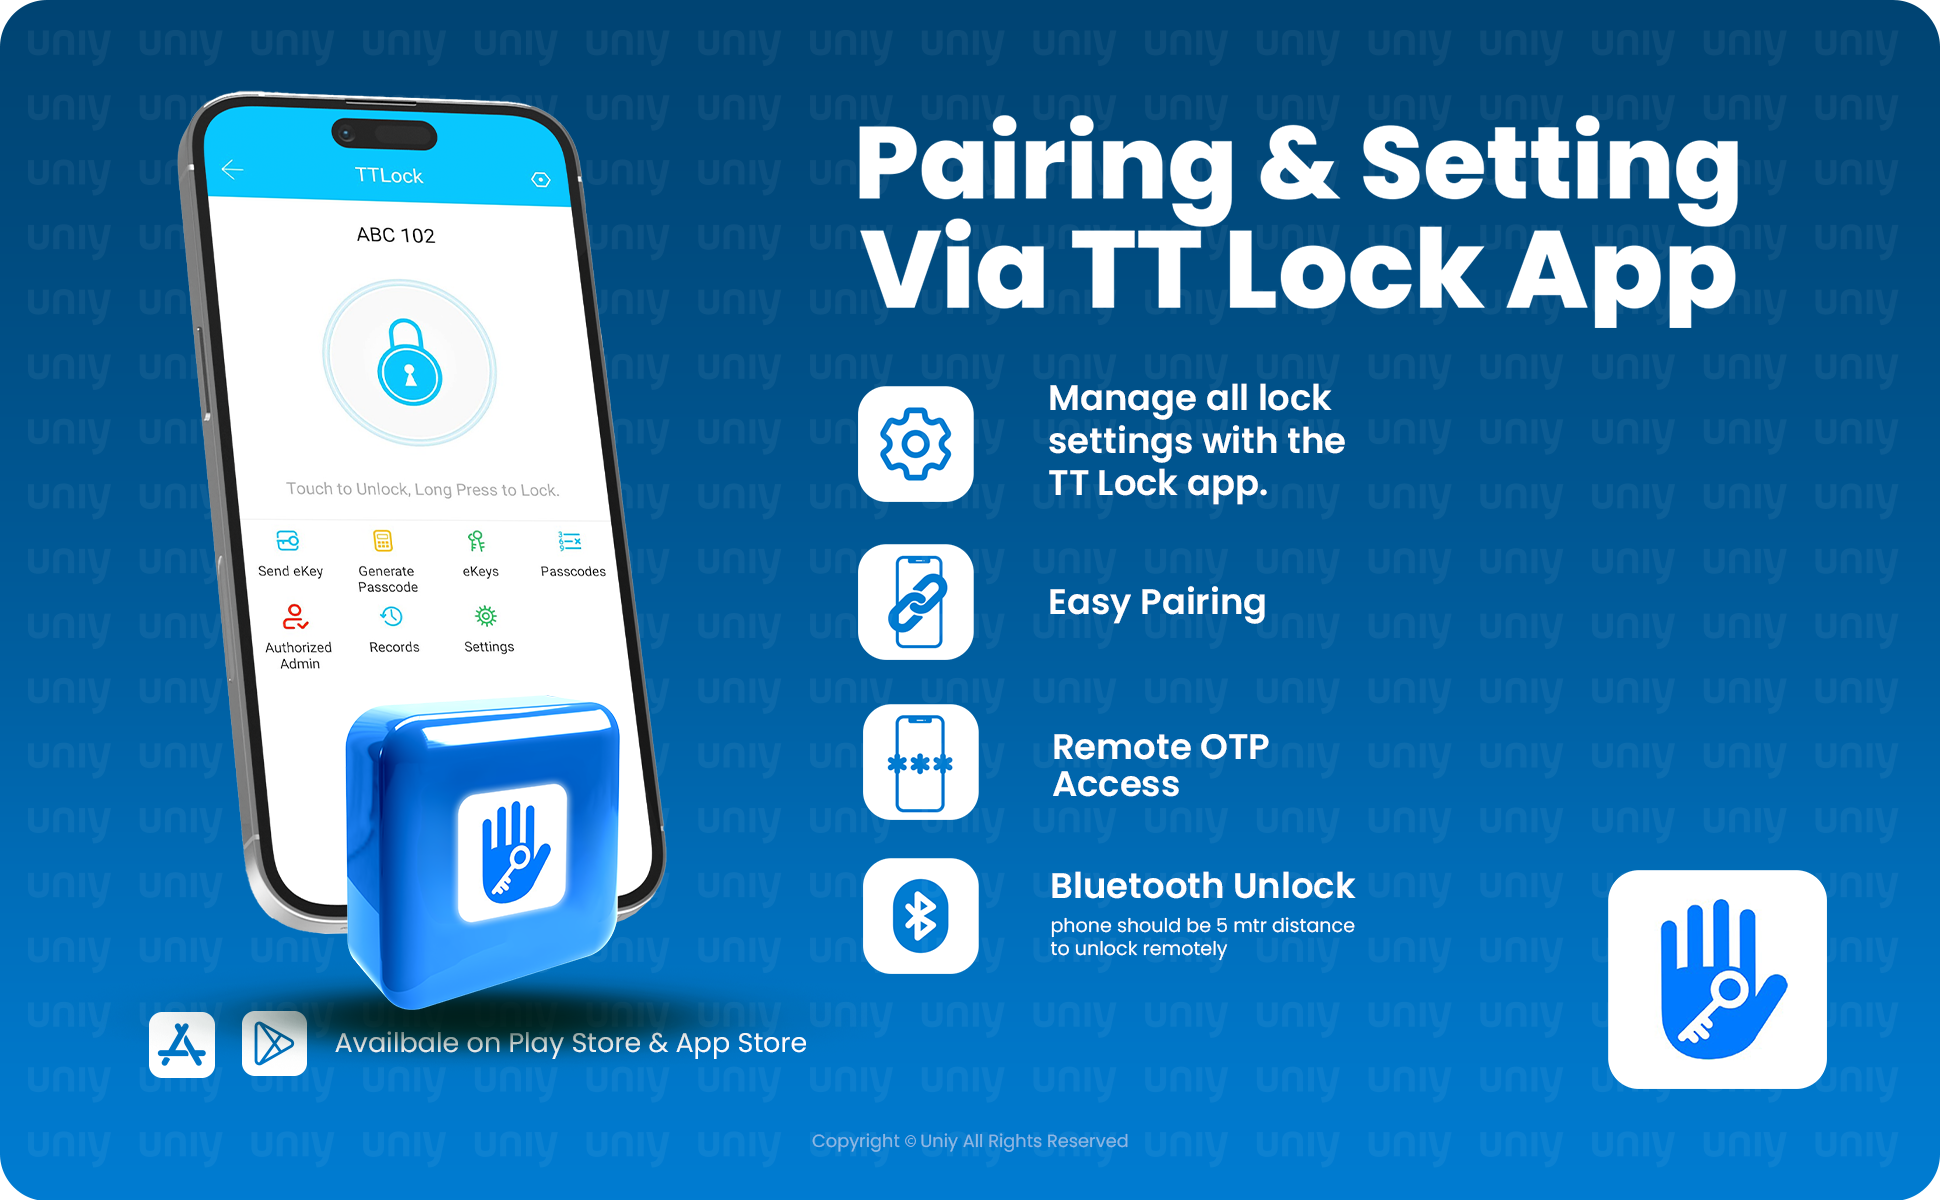 TTLock
ABC 102
Touch to Unlock, Long Press to Lock.
Send eKey
Generate
Passcode
eKeys
Passcodes
Authorized
Admin
Records
Settings
Pairing & Setting
Via TT Lock App
Manage all lock
settings with the
TT Lock app.
Easy Pairing
Remote OTP
Access
Bluetooth Unlock
phone should be 5 mtr distance
to unlock remotely
Availbale on Play Store & App Store
Copyright © Uniy All Rights Reserved